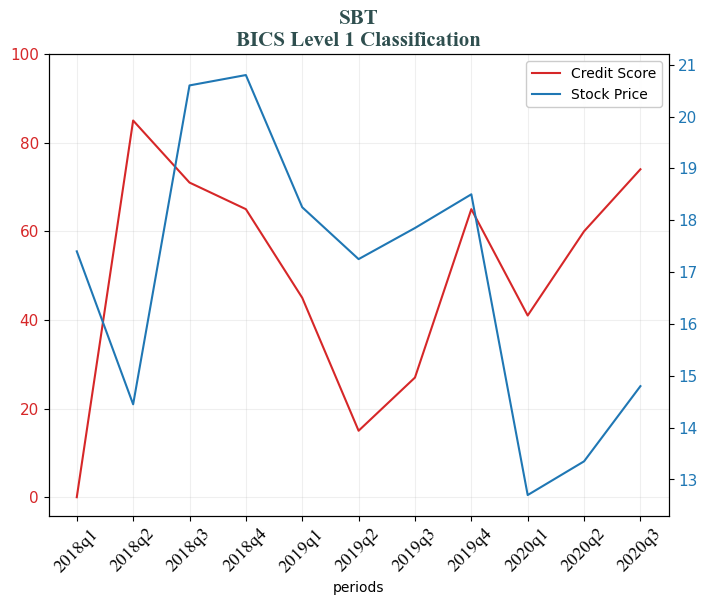 SBT
BICS Level 1 Classification
Credit Score
Stock Price
100
80
60
40
20
0
21
20
19
18
17
16
15
14
13
2018q1
2018q2
2018q3
2018q4
2019q1
2019q2
2019q3
2019q4
2020q1
2020q2
2020q3
periods